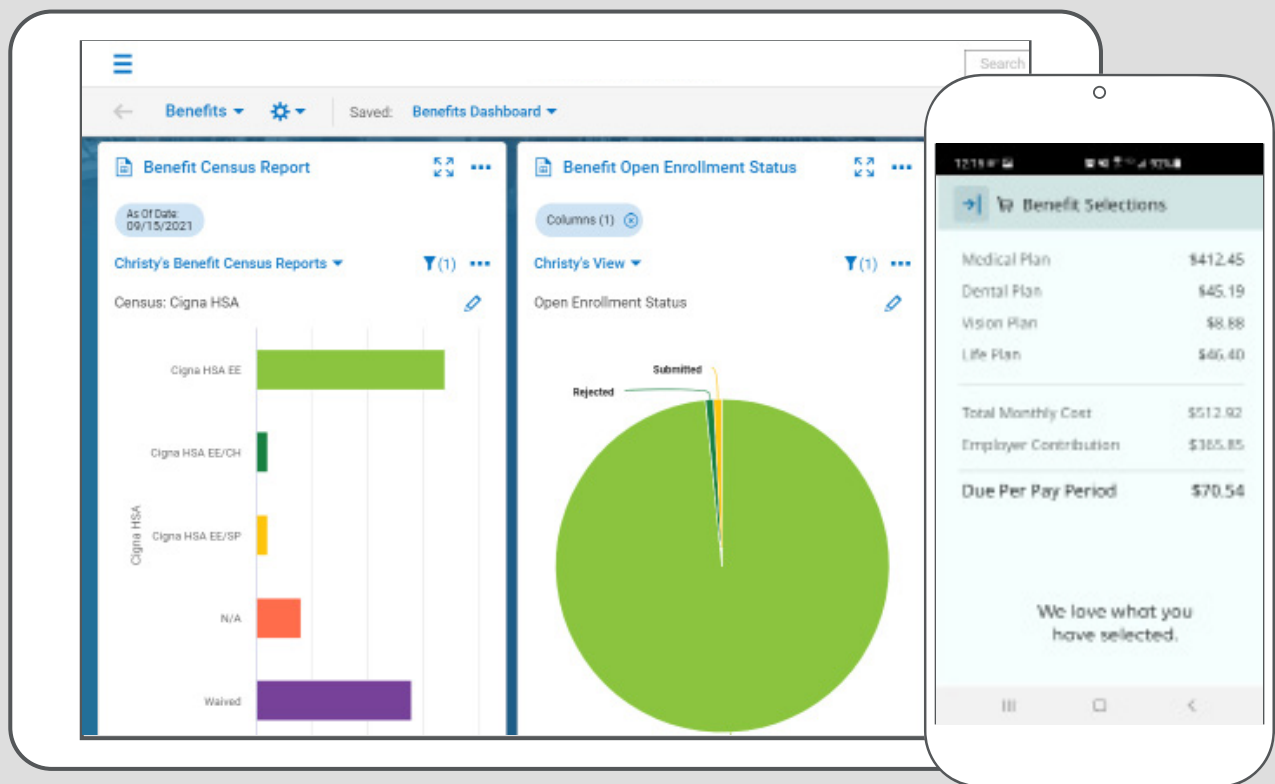 Search
Benefits
Saved: Benefits Dashboard
Benefit Census Report
As Of Date:
09/15/2021
Christy's Benefit Census Reports
(1)
Census: Cigna HSA
Cigna HSA EE
Cigna HSA EE/CH
Cigna HSA
Cigna HSA EE/SP
N/A
Waived
Benefit Open Enrollment Status
Columns (1)
Christy's View
(1)
Open Enrollment Status
Submitted
Rejected
Benefit Selections
Medical Plan $412.45
Dental Plan $45.19
Vision Plan $8.88
Life Plan $46.40
Total Monthly Cost $512.92
Employer Contribution $365.85
Due Per Pay Period $70.54
We love what you
have selected.